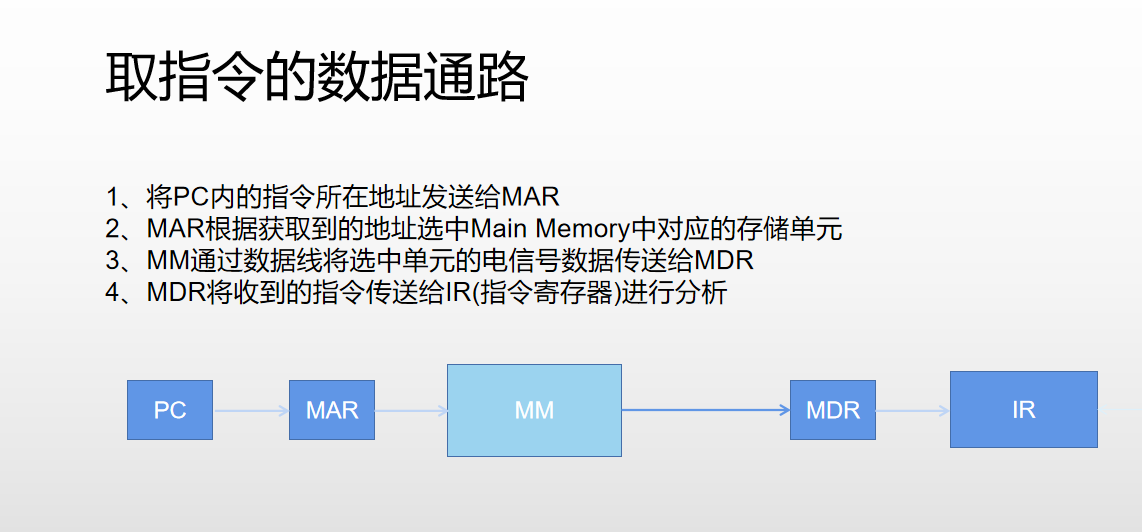 取指令的数据通路
1、将PC内的指令所在地址发送给MAR
2、MAR根据获取到的地址选中Main Memory中对应的存储单元
3、MM通过数据线将选中单元的电信号数据传送给MDR
4、MDR将收到的指令传送给IR(指令寄存器)进行分析
PC
MAR
MM
MDR
IR